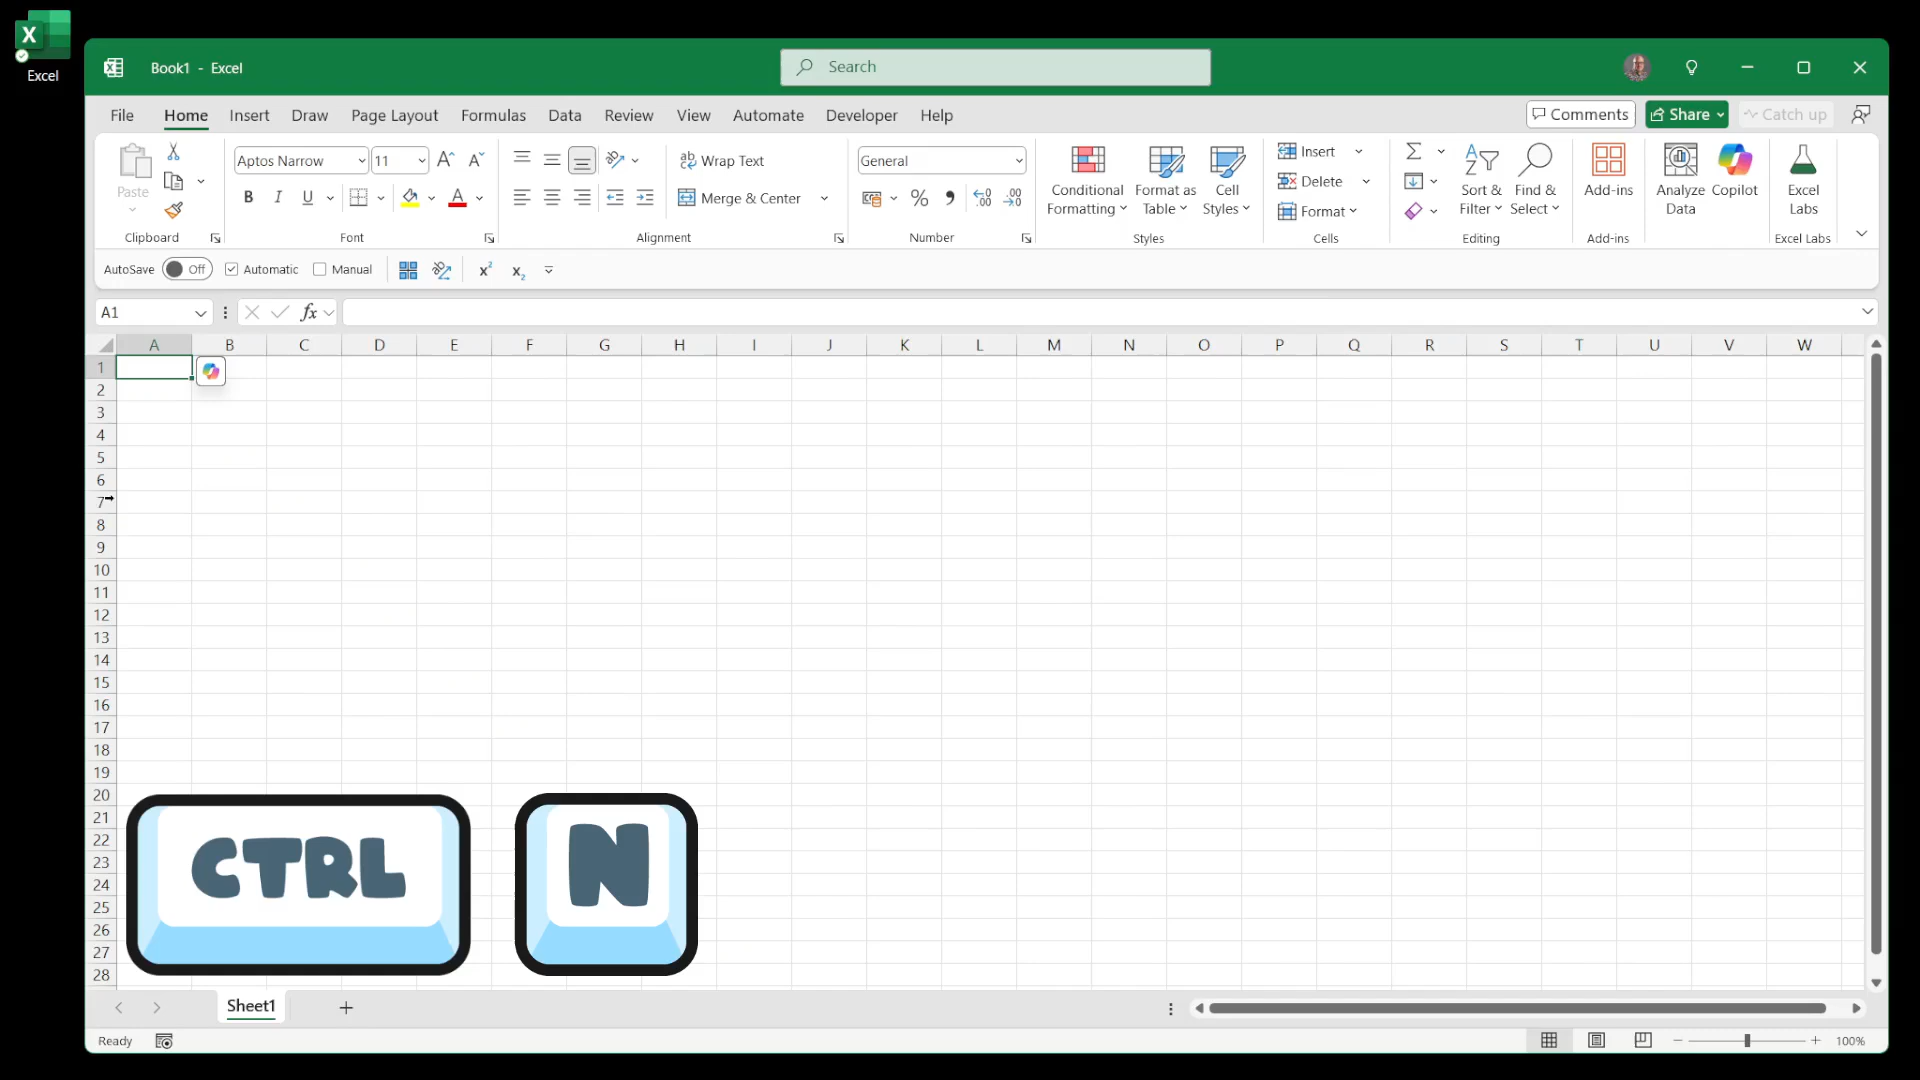 Excel
Book1 - Excel
Search
File Home Insert Draw Page Layout Formulas Data Review View Automate Developer Help
Comments Share Catch up
Paste
Clipboard
Aptos Narrow 11
B I U
Font
Wrap Text
Merge & Center
Alignment
General
Number
Conditional Formatting
Format as Table
Cell Styles
Styles
Insert
Delete
Format
Cells
Sort & Filter
Find & Select
Editing
Add-ins
Add-ins
Analyze Data
Copilot
Excel Labs
Excel Labs
AutoSave Off Automatic Manual
A1
fx
A B C D E F G H I J K L M N O P Q R S T U V W
1
2
3
4
5
6
7
8
9
10
11
12
13
14
15
16
17
18
19
20
21
22
23
24
25
26
27
28
CTRL N
Sheet1
Ready
100%